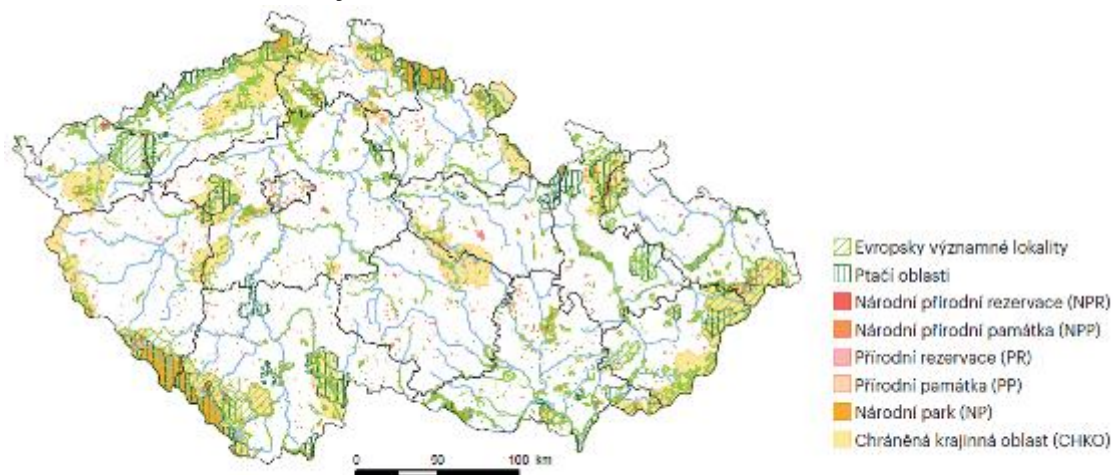 Evropsky významné lokality
Ptačí oblasti
Národní přírodní rezervace (NPR)
Národní přírodní památka (NPP)
Přírodní rezervace (PR)
Přírodní památka (PP)
Národní park (NP)
Chráněná krajinná oblast (CHKO)
0 50 100 km